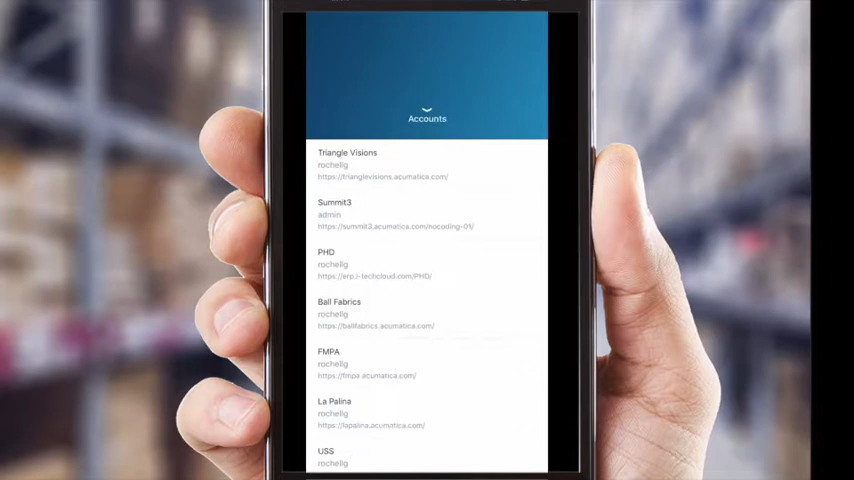 Accounts
Triangle Visions
rochellg
https://trianglevisions.acumatica.com/
Summit3
admin
https://summit3.acumatica.com/nocoding-01/
PHD
rochellg
https://erp.i-techcloud.com/PHD/
Ball Fabrics
rochellg
https://ballfabrics.acumatica.com/
FMPA
rochellg
https://fmpa.acumatica.com/
La Palina
rochellg
https://lapalina.acumatica.com/
USS
rochellg